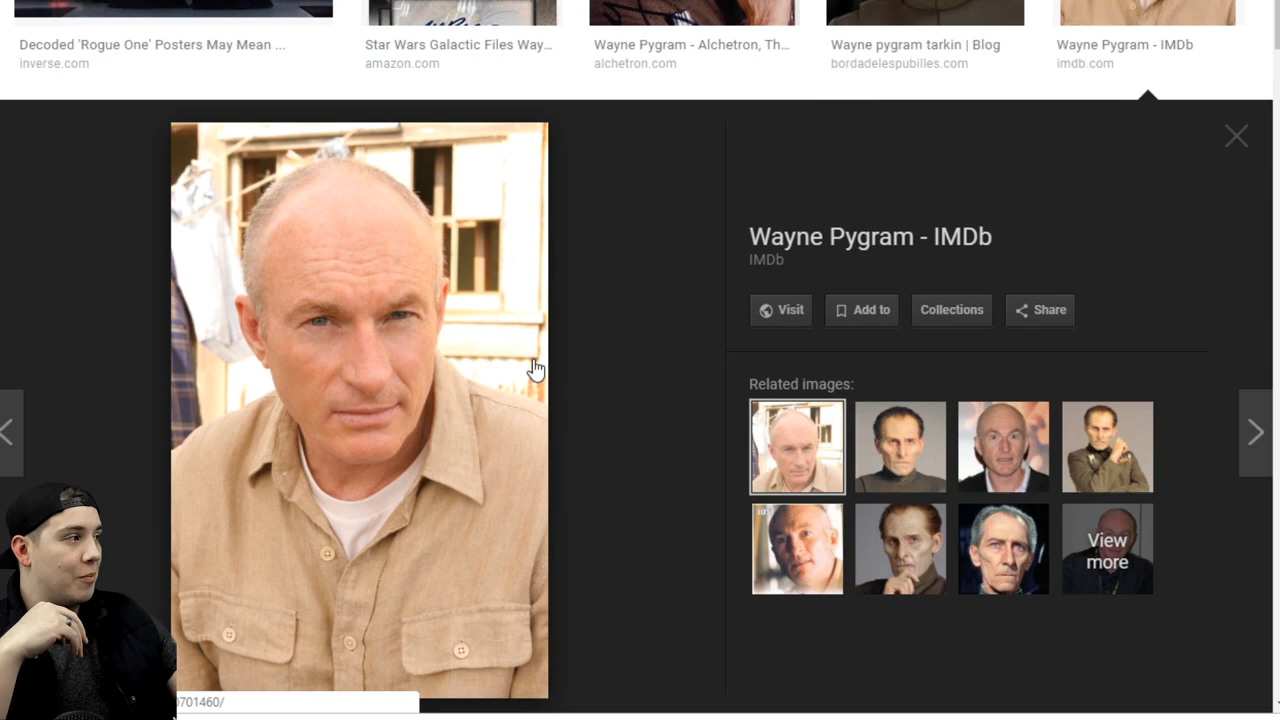 Decoded 'Rogue One' Posters May Mean ...
inverse.com
Star Wars Galactic Files Way...
amazon.com
Wayne Pygram - Alchetron, Th...
alchetron.com
Wayne pygram tarkin | Blog
bordadelespubilles.com
Wayne Pygram - IMDb
imdb.com
Wayne Pygram - IMDb
IMDb
Visit
Add to
Collections
Share
Related images:
View
more
0701460/